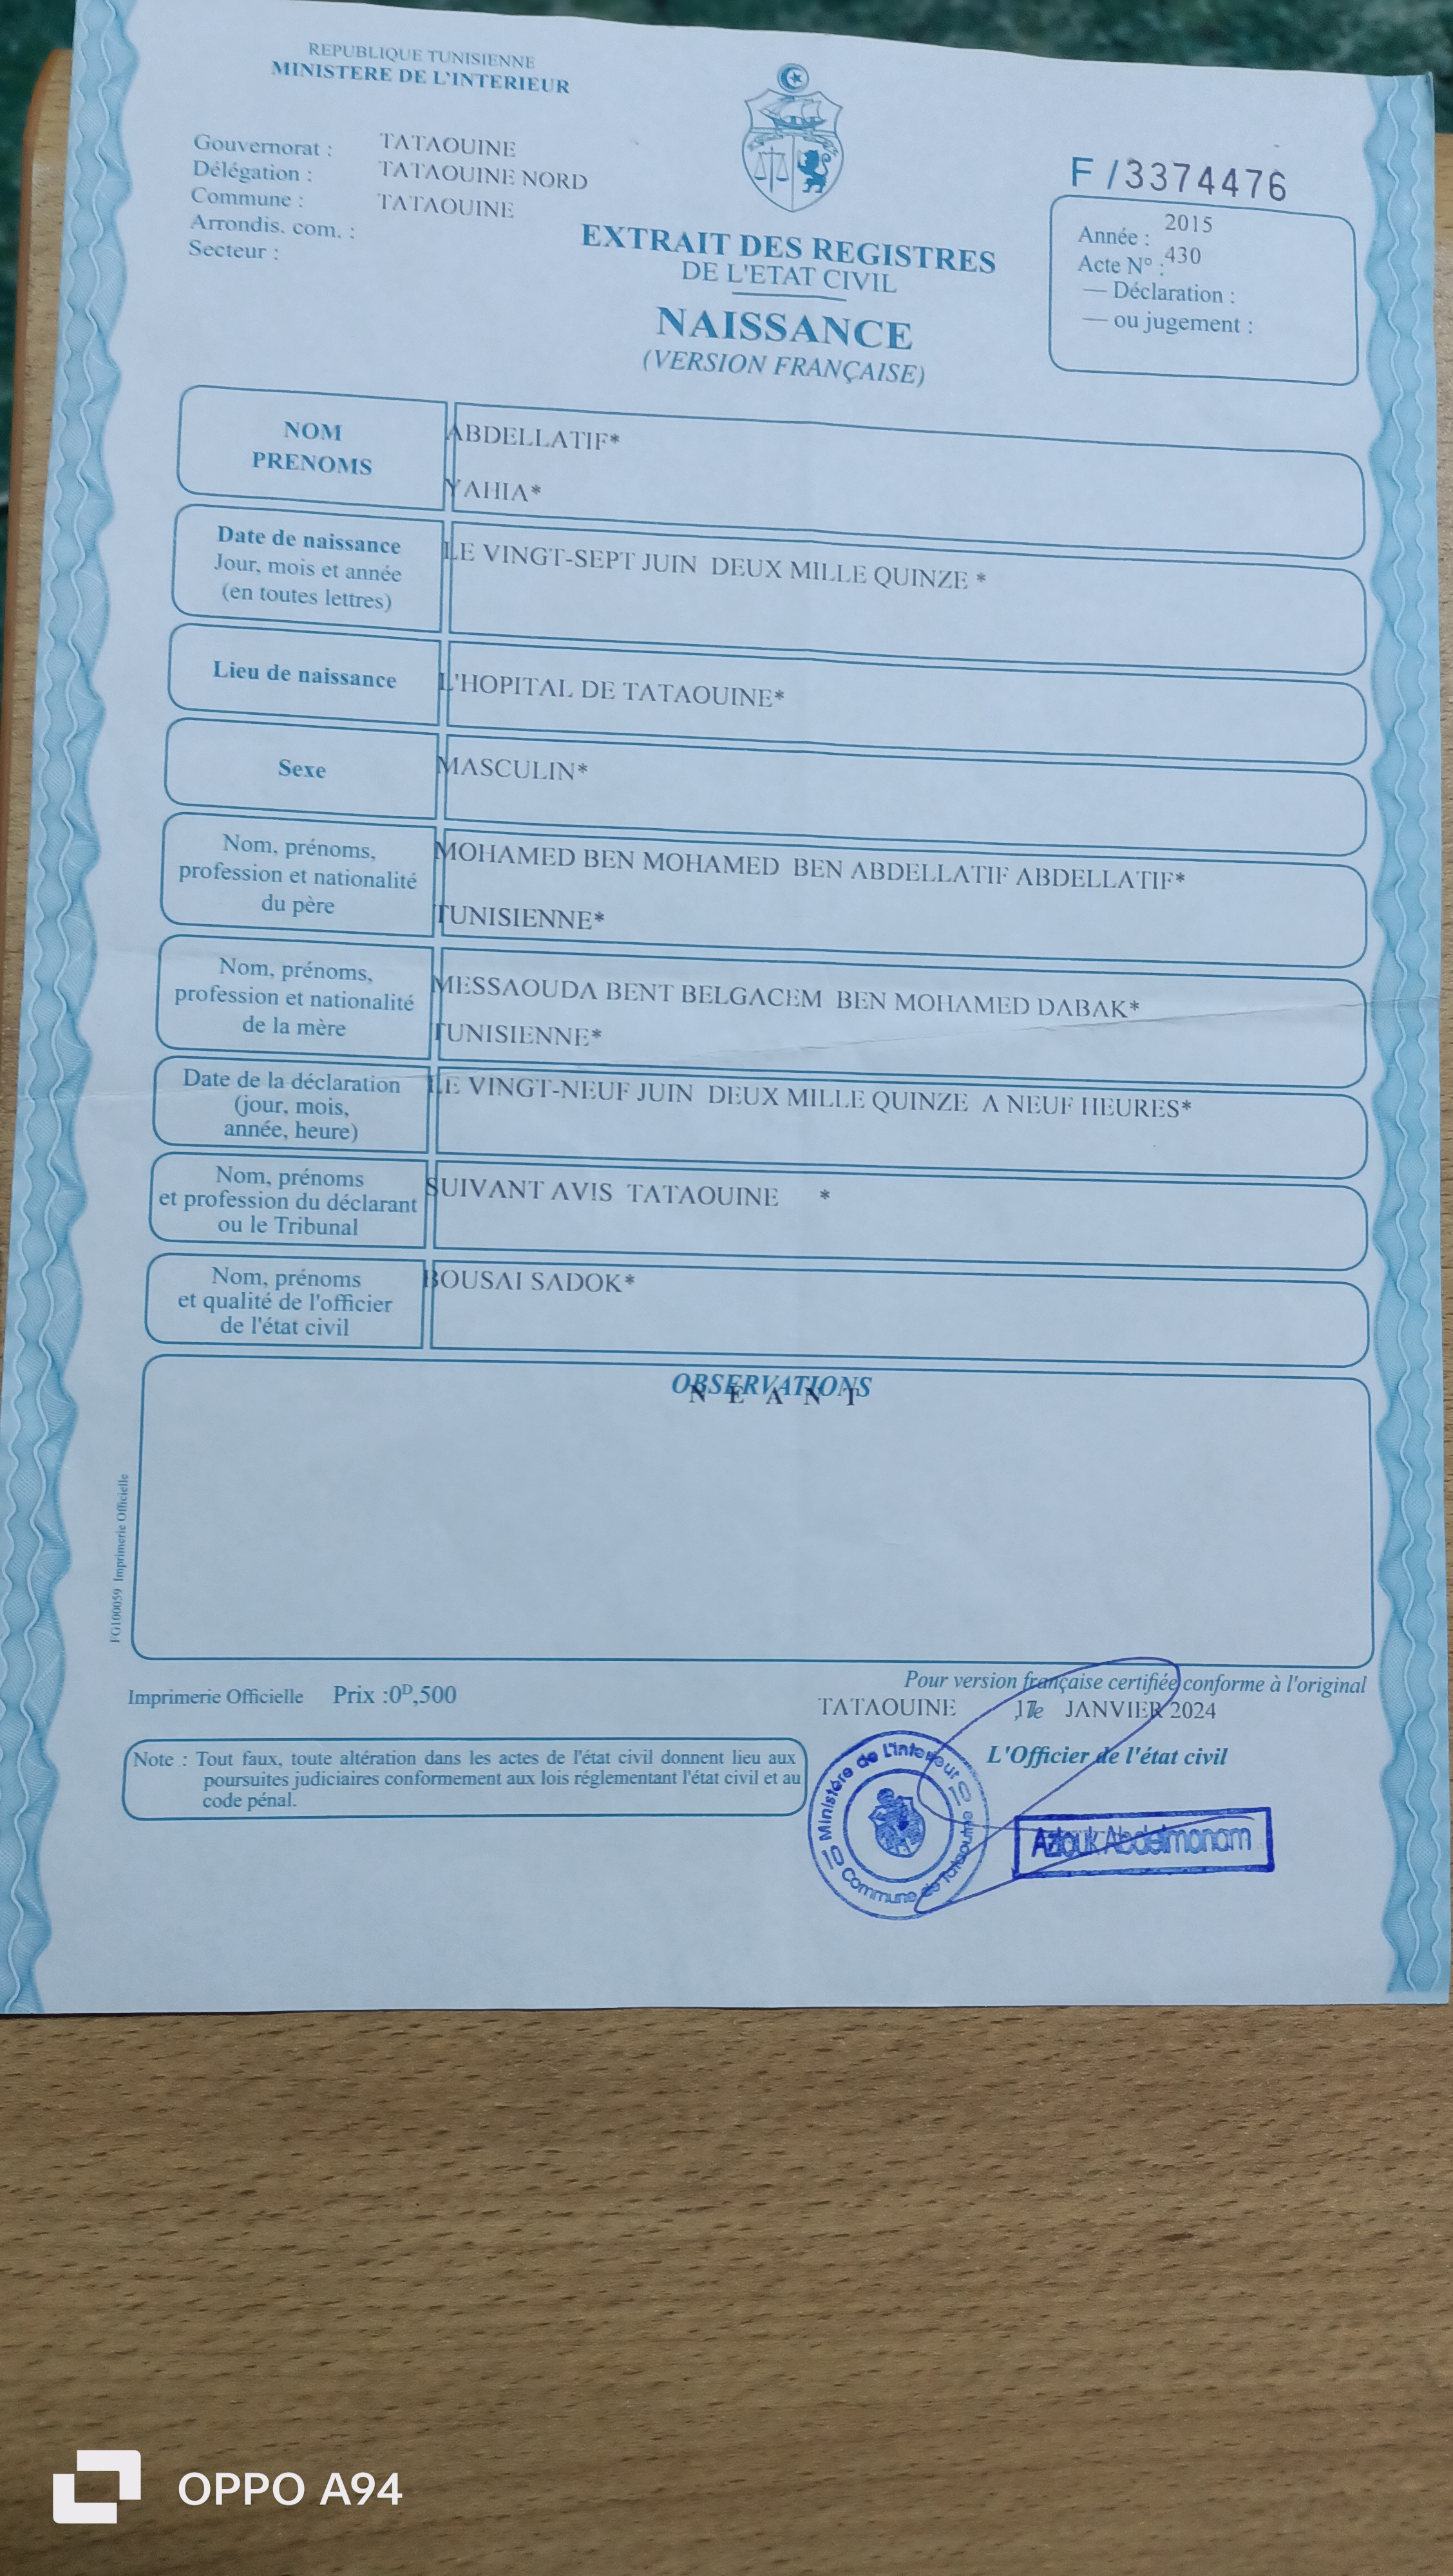 REPUBLIQUE TUNISIENNE
MINISTERE DE L'INTERIEUR
Gouvernorat : TATAOUINE
Délégation : TATAOUINE NORD
Commune : TATAOUINE
Arrondis. com. :
Secteur :
F / 3374476
Année : 2015
Acte N° : 430
— Déclaration :
— ou jugement :
EXTRAIT DES REGISTRES
DE L'ETAT CIVIL
NAISSANCE
(VERSION FRANÇAISE)
NOM ABDELLATIF*
PRENOMS YAHIA*
Date de naissance
Jour, mois et année
(en toutes lettres)
LE VINGT-SEPT JUIN DEUX MILLE QUINZE *
Lieu de naissance L'HOPITAL DE TATAOUINE*
Sexe MASCULIN*
Nom, prénoms,
profession et nationalité
du père
MOHAMED BEN MOHAMED BEN ABDELLATIF ABDELLATIF*
TUNISIENNE*
Nom, prénoms,
profession et nationalité
de la mère
MESSAOUDA BENT BELGACEM BEN MOHAMED DABAK*
TUNISIENNE*
Date de la déclaration
(jour, mois,
année, heure)
LE VINGT-NEUF JUIN DEUX MILLE QUINZE A NEUF HEURES*
Nom, prénoms
et profession du déclarant
ou le Tribunal
SUIVANT AVIS TATAOUINE *
Nom, prénoms
et qualité de l'officier
de l'état civil
BOUSAI SADOK*
OBSERVATIONS
N E A N T
FG100059 Imprimerie Officielle
Imprimerie Officielle Prix :0ᴰ,500
Pour version française certifiée conforme à l'original
TATAOUINE ,17le JANVIER 2024
L'Officier de l'état civil
Note : Tout faux, toute altération dans les actes de l'état civil donnent lieu aux
poursuites judiciaires conformement aux lois réglementant l'état civil et au
code pénal.
Ministère de L'interieur
Commune de Tataouine
Azlouk Abdelmonam
OPPO A94